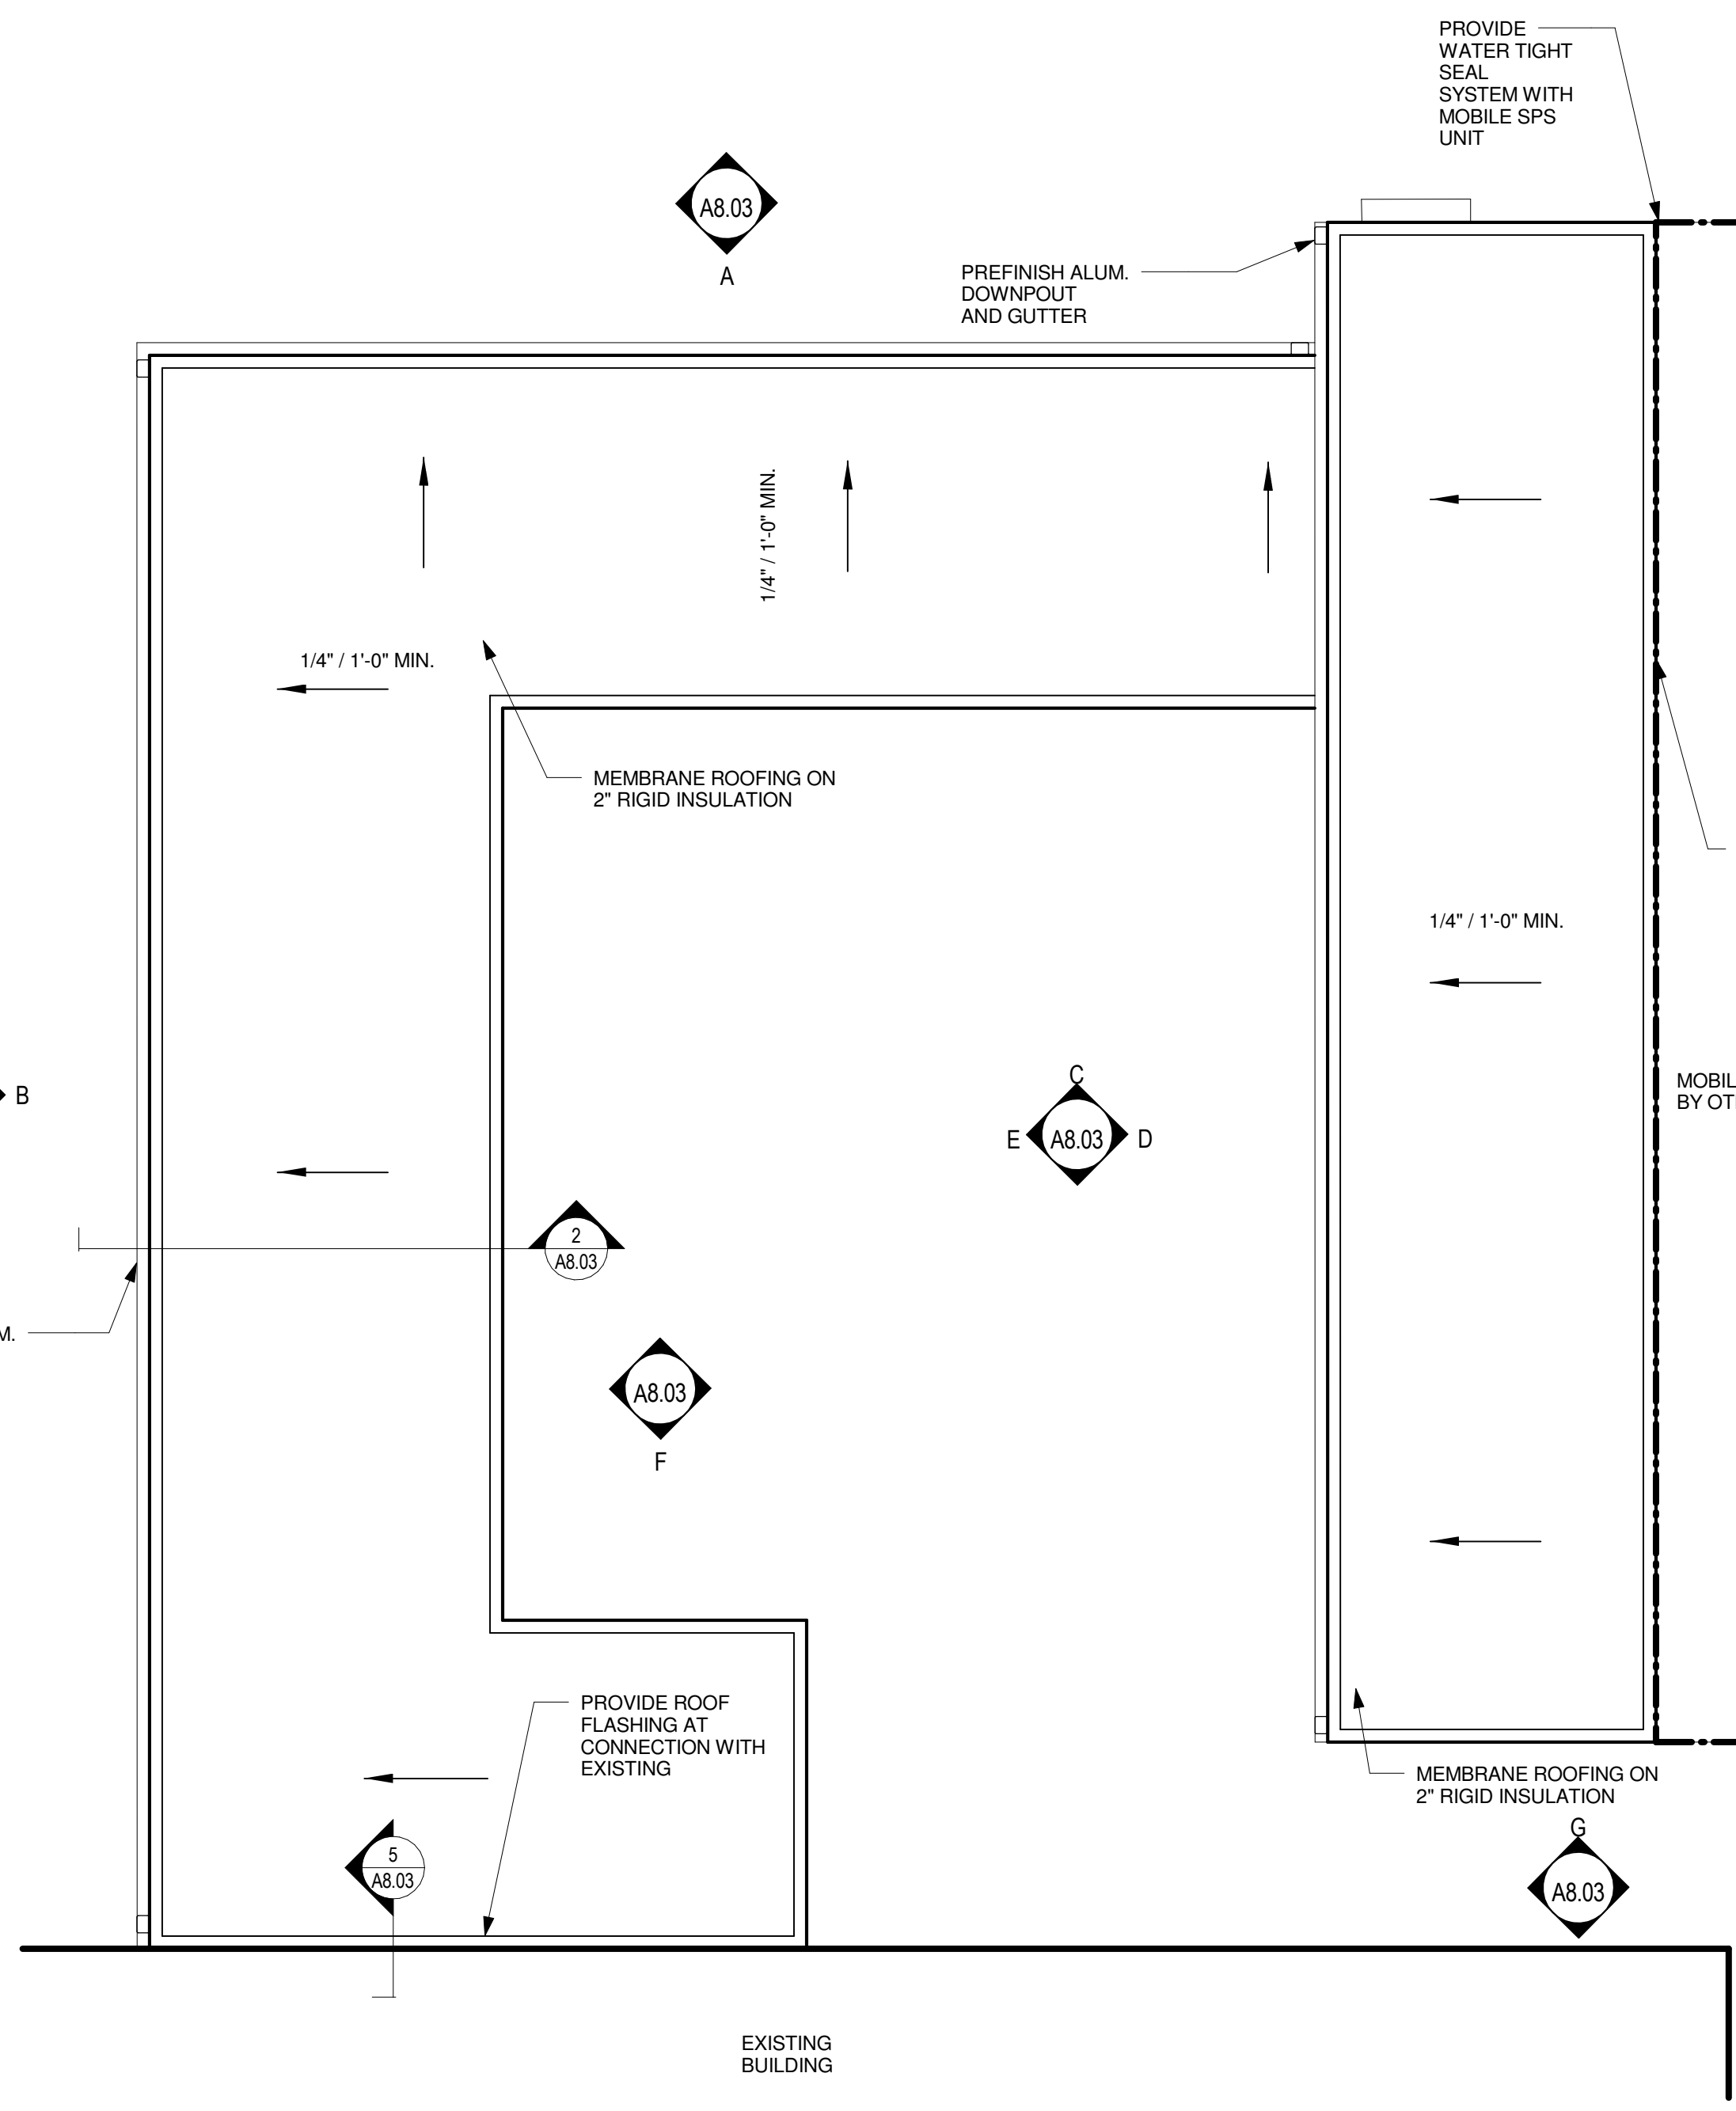 PROVIDE
WATER TIGHT
SEAL
SYSTEM WITH
MOBILE SPS
UNIT
A8.03
A
PREFINISH ALUM.
DOWNPOUT
AND GUTTER
1/4" / 1'-0" MIN.
1/4" / 1'-0" MIN.
MEMBRANE ROOFING ON
2" RIGID INSULATION
1/4" / 1'-0" MIN.
B
C
E
A8.03
D
MOBIL
BY OT
2
A8.03
M.
A8.03
F
PROVIDE ROOF
FLASHING AT
CONNECTION WITH
EXISTING
MEMBRANE ROOFING ON
2" RIGID INSULATION
5
A8.03
G
A8.03
EXISTING
BUILDING